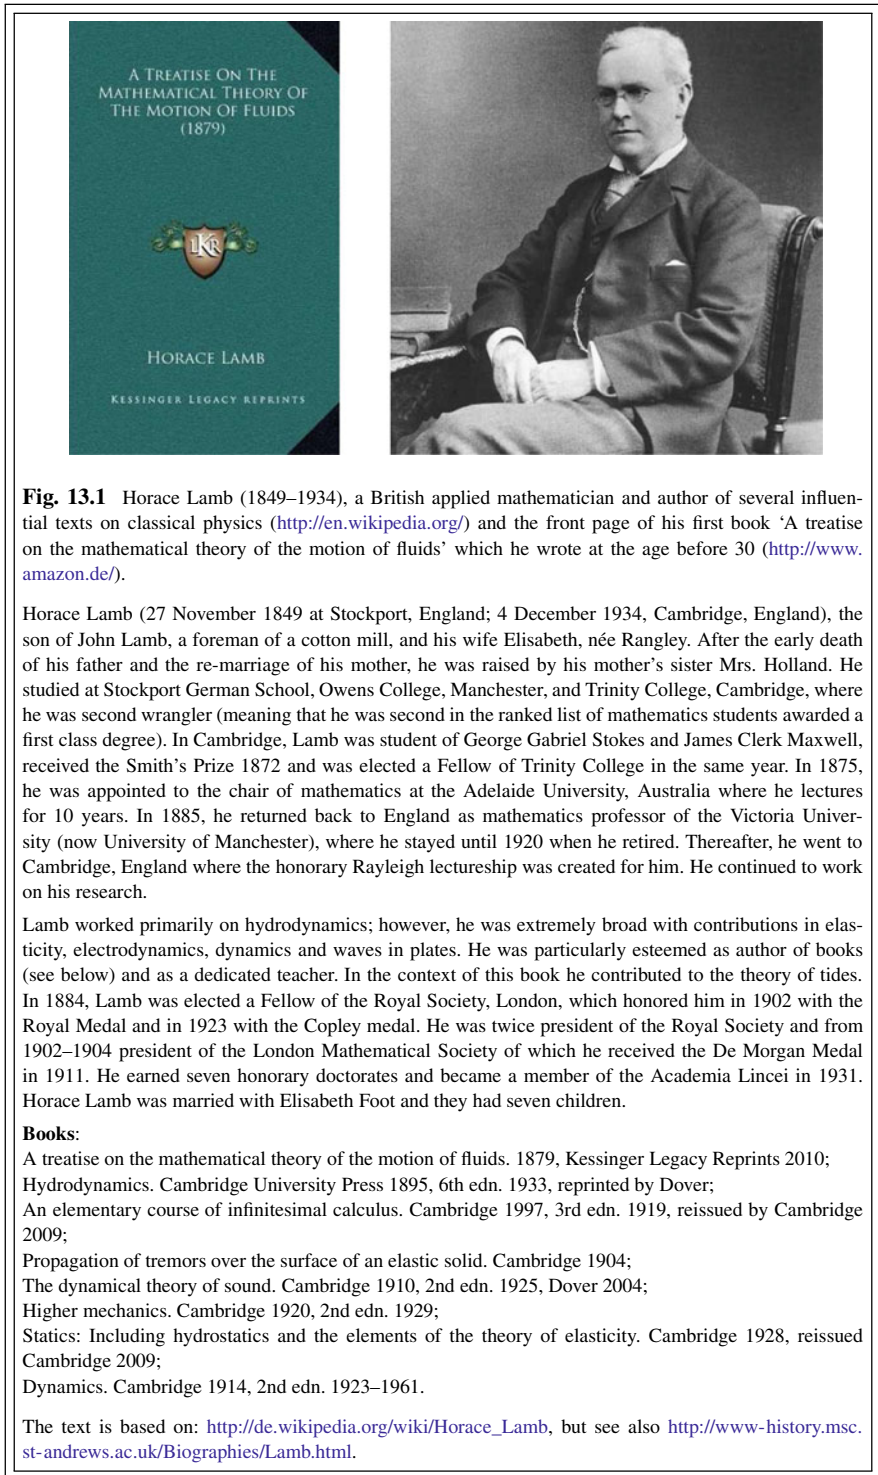 A TREATISE ON THE
MATHEMATICAL THEORY OF
THE MOTION OF FLUIDS
(1879)
LKR
HORACE LAMB
KESSINGER LEGACY REPRINTS
Fig. 13.1 Horace Lamb (1849–1934), a British applied mathematician and author of several influen-
tial texts on classical physics (http://en.wikipedia.org/) and the front page of his first book ‘A treatise
on the mathematical theory of the motion of fluids’ which he wrote at the age before 30 (http://www.
amazon.de/).
Horace Lamb (27 November 1849 at Stockport, England; 4 December 1934, Cambridge, England), the
son of John Lamb, a foreman of a cotton mill, and his wife Elisabeth, née Rangley. After the early death
of his father and the re-marriage of his mother, he was raised by his mother’s sister Mrs. Holland. He
studied at Stockport German School, Owens College, Manchester, and Trinity College, Cambridge, where
he was second wrangler (meaning that he was second in the ranked list of mathematics students awarded a
first class degree). In Cambridge, Lamb was student of George Gabriel Stokes and James Clerk Maxwell,
received the Smith’s Prize 1872 and was elected a Fellow of Trinity College in the same year. In 1875,
he was appointed to the chair of mathematics at the Adelaide University, Australia where he lectures
for 10 years. In 1885, he returned back to England as mathematics professor of the Victoria Univer-
sity (now University of Manchester), where he stayed until 1920 when he retired. Thereafter, he went to
Cambridge, England where the honorary Rayleigh lectureship was created for him. He continued to work
on his research.
Lamb worked primarily on hydrodynamics; however, he was extremely broad with contributions in elas-
ticity, electrodynamics, dynamics and waves in plates. He was particularly esteemed as author of books
(see below) and as a dedicated teacher. In the context of this book he contributed to the theory of tides.
In 1884, Lamb was elected a Fellow of the Royal Society, London, which honored him in 1902 with the
Royal Medal and in 1923 with the Copley medal. He was twice president of the Royal Society and from
1902–1904 president of the London Mathematical Society of which he received the De Morgan Medal
in 1911. He earned seven honorary doctorates and became a member of the Academia Lincei in 1931.
Horace Lamb was married with Elisabeth Foot and they had seven children.
Books:
A treatise on the mathematical theory of the motion of fluids. 1879, Kessinger Legacy Reprints 2010;
Hydrodynamics. Cambridge University Press 1895, 6th edn. 1933, reprinted by Dover;
An elementary course of infinitesimal calculus. Cambridge 1997, 3rd edn. 1919, reissued by Cambridge
2009;
Propagation of tremors over the surface of an elastic solid. Cambridge 1904;
The dynamical theory of sound. Cambridge 1910, 2nd edn. 1925, Dover 2004;
Higher mechanics. Cambridge 1920, 2nd edn. 1929;
Statics: Including hydrostatics and the elements of the theory of elasticity. Cambridge 1928, reissued
Cambridge 2009;
Dynamics. Cambridge 1914, 2nd edn. 1923–1961.
The text is based on: http://de.wikipedia.org/wiki/Horace_Lamb, but see also http://www-history.msc.
st-andrews.ac.uk/Biographies/Lamb.html.